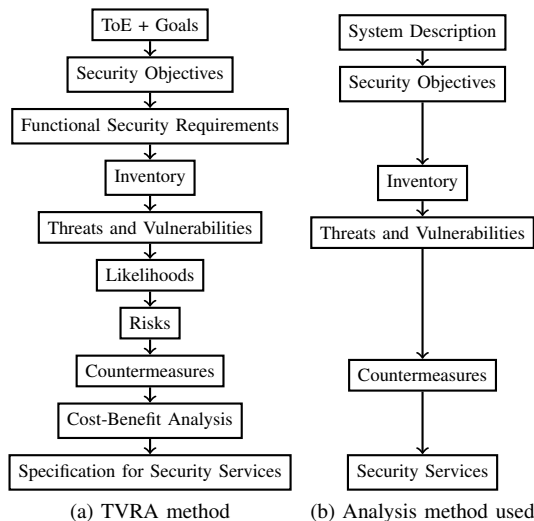 ToE + Goals
Security Objectives
Functional Security Requirements
Inventory
Threats and Vulnerabilities
Likelihoods
Risks
Countermeasures
Cost-Benefit Analysis
Specification for Security Services
(a) TVRA method
System Description
Security Objectives
Inventory
Threats and Vulnerabilities
Countermeasures
Security Services
(b) Analysis method used